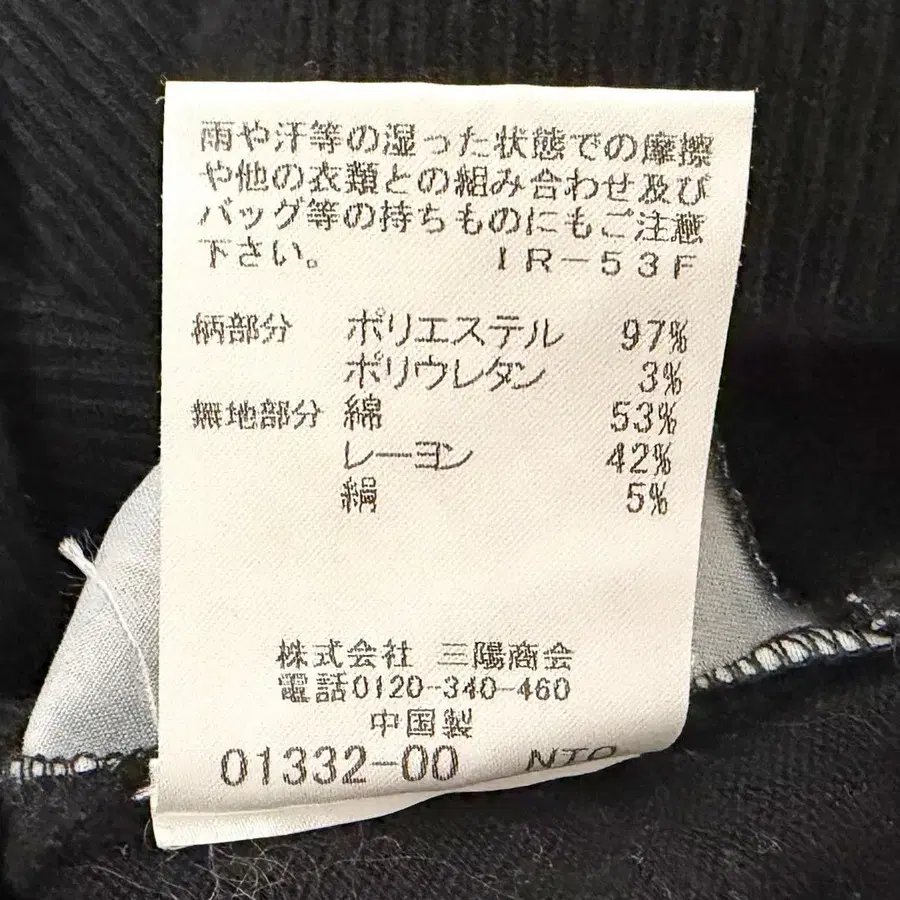 雨や汗等の湿った状態での摩擦
や他の衣類との組み合わせ及び
バッグ等の持ちものにもご注意
下さい。 IR-53F
柄部分 ポリエステル 97%
ポリウレタン 3%
無地部分 綿 53%
レーヨン 42%
絹 5%
株式会社 三陽商会
電話0120-340-460
中国製
01332-00